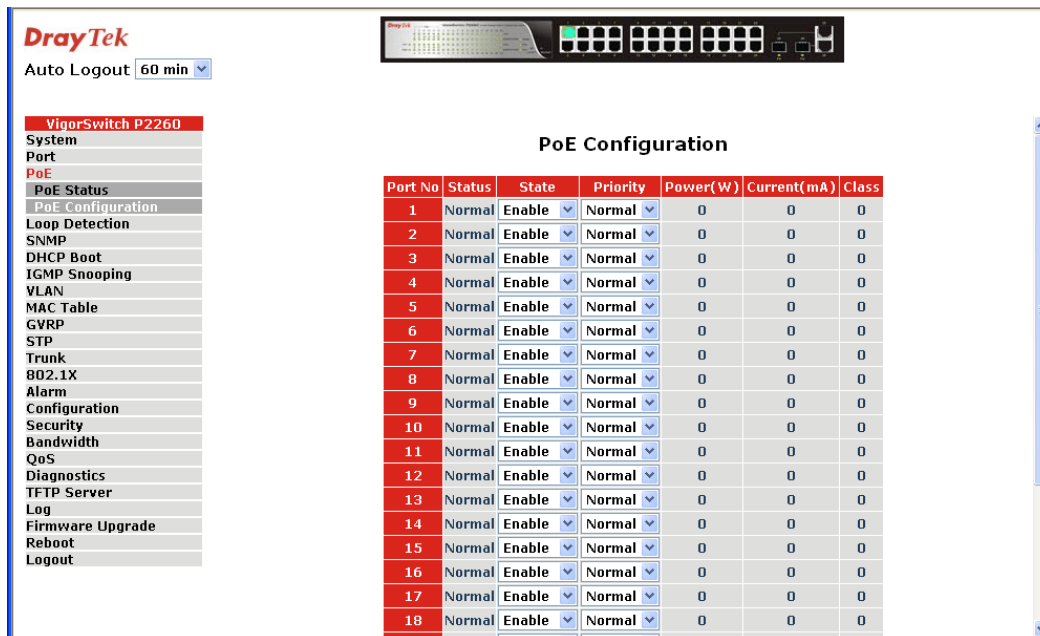 DrayTek
Auto Logout 60 min
VigorSwitch P2260
System
Port
PoE
PoE Status
PoE Configuration
Loop Detection
SNMP
DHCP Boot
IGMP Snooping
VLAN
MAC Table
GVRP
STP
Trunk
802.1X
Alarm
Configuration
Security
Bandwidth
QoS
Diagnostics
TFTP Server
Log
Firmware Upgrade
Reboot
Logout
PoE Configuration
Port No Status State Priority Power(W) Current(mA) Class
1 Normal Enable Normal 0 0 0
2 Normal Enable Normal 0 0 0
3 Normal Enable Normal 0 0 0
4 Normal Enable Normal 0 0 0
5 Normal Enable Normal 0 0 0
6 Normal Enable Normal 0 0 0
7 Normal Enable Normal 0 0 0
8 Normal Enable Normal 0 0 0
9 Normal Enable Normal 0 0 0
10 Normal Enable Normal 0 0 0
11 Normal Enable Normal 0 0 0
12 Normal Enable Normal 0 0 0
13 Normal Enable Normal 0 0 0
14 Normal Enable Normal 0 0 0
15 Normal Enable Normal 0 0 0
16 Normal Enable Normal 0 0 0
17 Normal Enable Normal 0 0 0
18 Normal Enable Normal 0 0 0